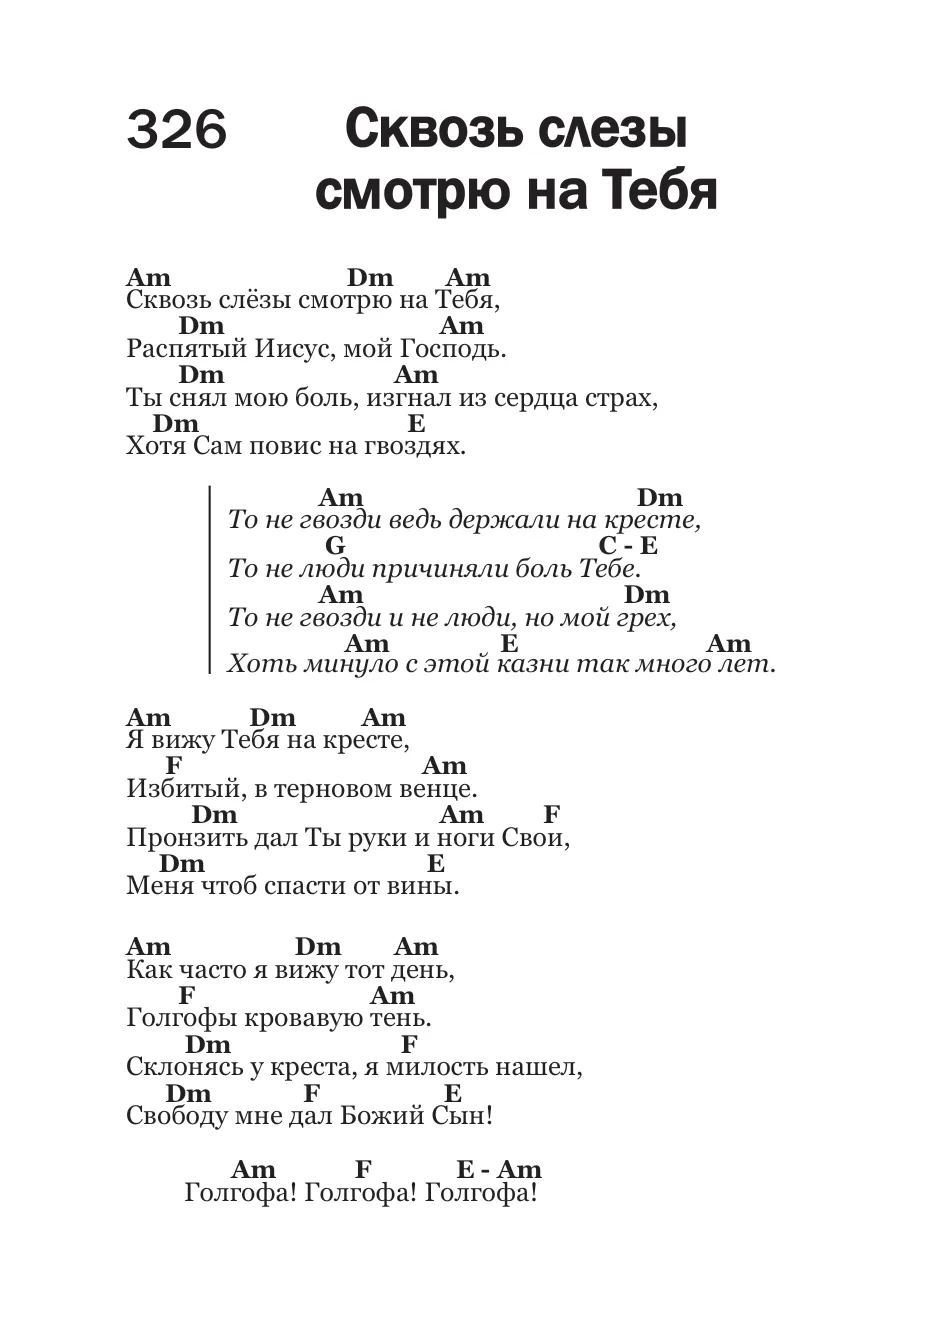 326
Сквозь слезы
смотрю на Тебя
Am Dm Am
Сквозь слёзы смотрю на Тебя,
Dm Am
Распятый Иисус, мой Господь.
Dm Am
Ты снял мою боль, изгнал из сердца страх,
Dm E
Хотя Сам повис на гвоздях.
Am Dm
То не гвозди ведь держали на кресте,
G C - E
То не люди причиняли боль Тебе.
Am Dm
То не гвозди и не люди, но мой грех,
Am E Am
Хоть минуло с этой казни так много лет.
Am Dm Am
Я вижу Тебя на кресте,
F Am
Избитый, в терновом венце.
Dm Am F
Пронзить дал Ты руки и ноги Свои,
Dm E
Меня чтоб спасти от вины.
Am Dm Am
Как часто я вижу тот день,
F Am
Голгофы кровавую тень.
Dm F
Склонясь у креста, я милость нашел,
Dm F E
Свободу мне дал Божий Сын!
Am F E - Am
Голгофа! Голгофа! Голгофа!